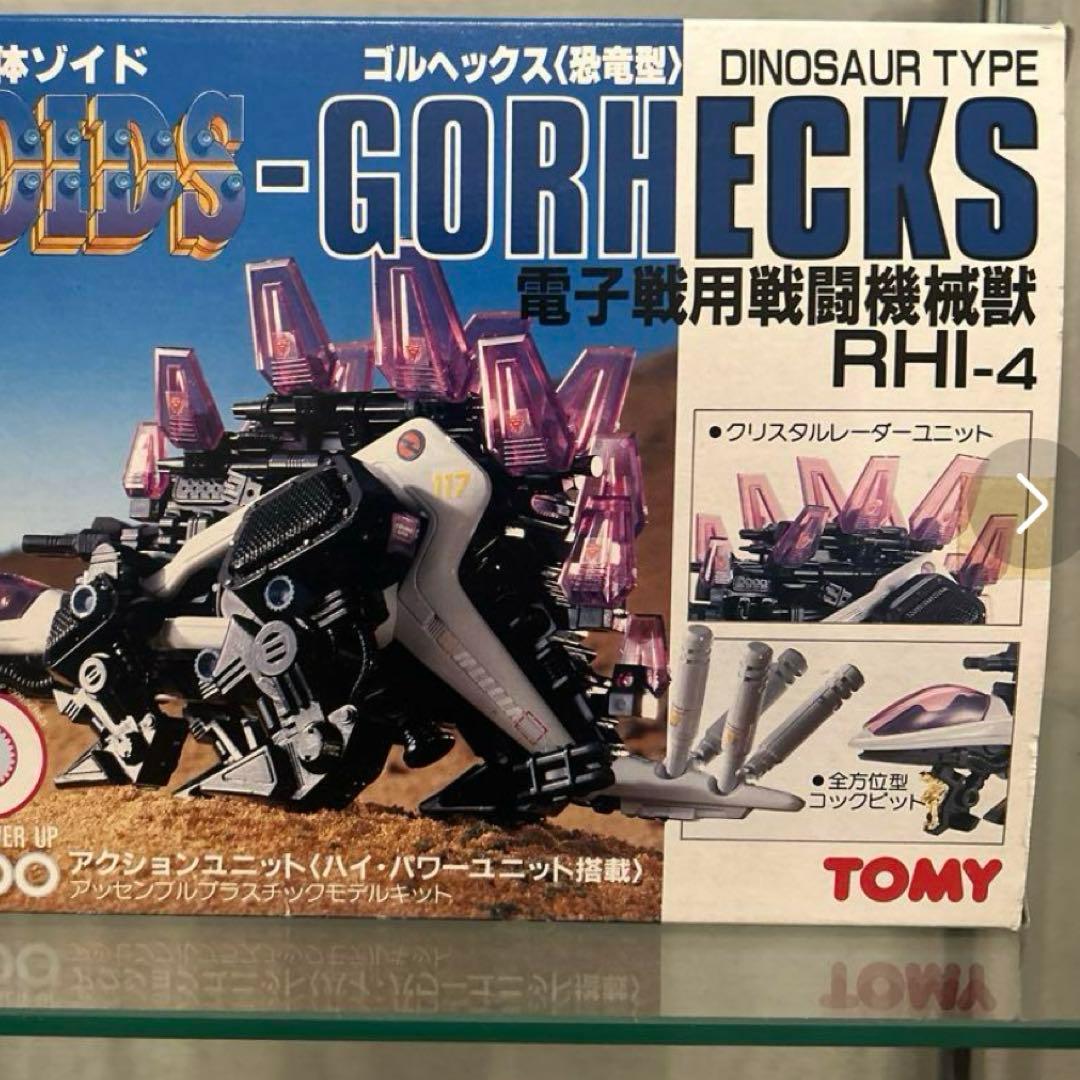 体ゾイド
ゴルヘックス〈恐竜型〉
DINOSAUR TYPE
OIDS-GORHECKS
電子戦用戦闘機械獣
RHI-4
●クリスタルレーダーユニット
117
●全方位型
コックピット
ER UP
アクションユニット〈ハイ・パワーユニット搭載〉
アッセンブルプラスチックモデルキット
TOMY